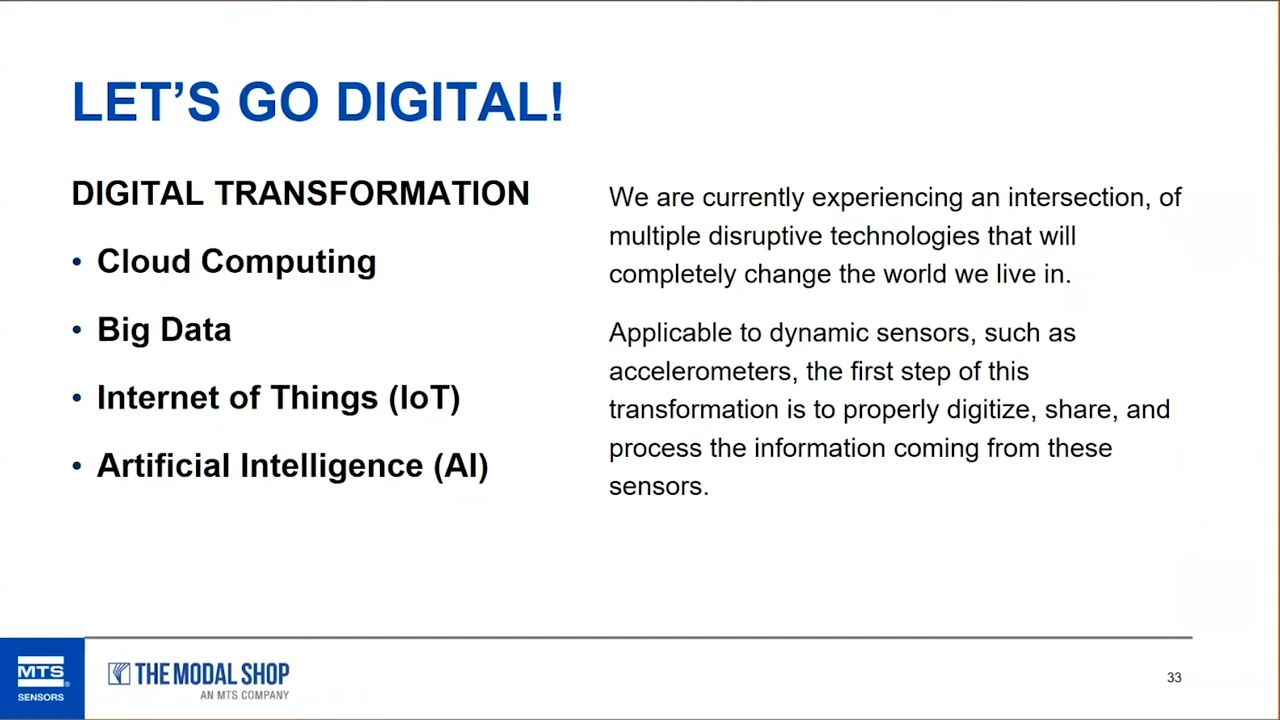 LET’S GO DIGITAL!
DIGITAL TRANSFORMATION
• Cloud Computing
• Big Data
• Internet of Things (IoT)
• Artificial Intelligence (AI)
We are currently experiencing an intersection, of
multiple disruptive technologies that will
completely change the world we live in.
Applicable to dynamic sensors, such as
accelerometers, the first step of this
transformation is to properly digitize, share, and
process the information coming from these
sensors.
MTS®
SENSORS
THE MODAL SHOP
AN MTS COMPANY
33